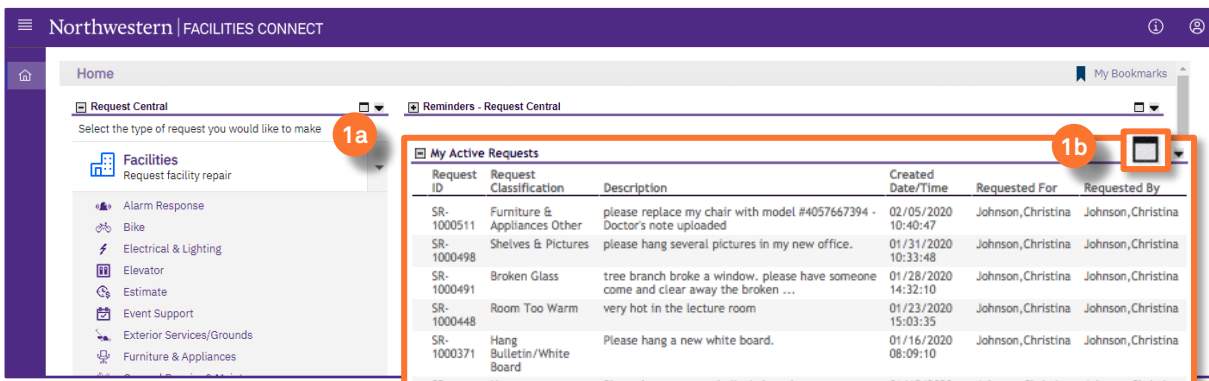 Northwestern | FACILITIES CONNECT
Home
My Bookmarks
Request Central
Select the type of request you would like to make
1a
Facilities
Request facility repair
Alarm Response
Bike
Electrical & Lighting
Elevator
Estimate
Event Support
Exterior Services/Grounds
Furniture & Appliances
Reminders - Request Central
My Active Requests
1b
Request ID Request Classification Description Created Date/Time Requested For Requested By
SR-1000511 Furniture & Appliances Other please replace my chair with model #4057667394 - Doctor's note uploaded 02/05/2020 10:40:47 Johnson,Christina Johnson,Christina
SR-1000498 Shelves & Pictures please hang several pictures in my new office. 01/31/2020 10:33:48 Johnson,Christina Johnson,Christina
SR-1000491 Broken Glass tree branch broke a window. please have someone come and clear away the broken ... 01/28/2020 14:32:10 Johnson,Christina Johnson,Christina
SR-1000448 Room Too Warm very hot in the lecture room 01/23/2020 15:03:35 Johnson,Christina Johnson,Christina
SR-1000371 Hang Bulletin/White Board Please hang a new white board. 01/16/2020 08:09:10 Johnson,Christina Johnson,Christina